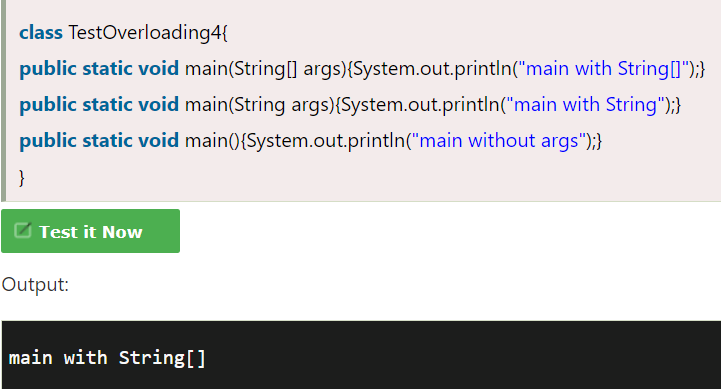 class TestOverloading4{
public static void main(String[] args){System.out.println("main with String[]");}
public static void main(String args){System.out.println("main with String");}
public static void main(){System.out.println("main without args");}
}
Test it Now
Output:
main with String[]